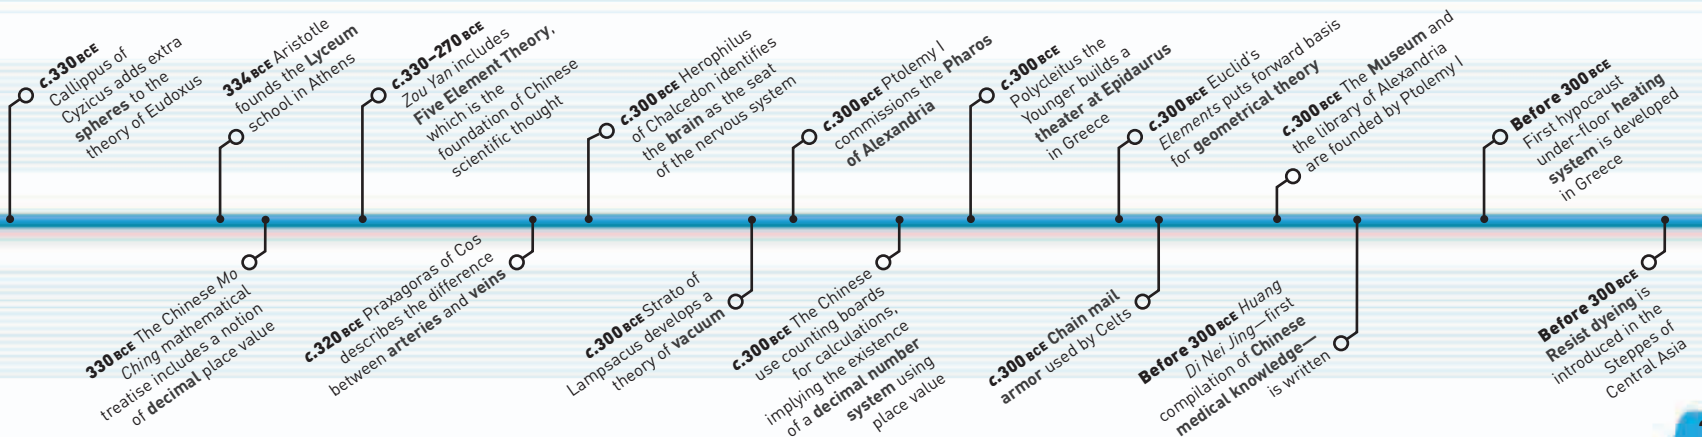 c.330 BCE
Callippus of
Cyzicus adds extra
spheres to the
theory of Eudoxus
334 BCE Aristotle
founds the Lyceum
school in Athens
c.330–270 BCE
Zou Yan includes
Five Element Theory,
which is the
foundation of Chinese
scientific thought
c.300 BCE Herophilus
of Chalcedon identifies
the brain as the seat
of the nervous system
c.300 BCE Ptolemy I
commissions the Pharos
of Alexandria
c.300 BCE
Polycleitus the
Younger builds a
theater at Epidaurus
in Greece
c.300 BCE Euclid's
Elements puts forward basis
for geometrical theory
c.300 BCE The Museum and
the library of Alexandria
are founded by Ptolemy I
Before 300 BCE
First hypocaust
under-floor heating
system is developed
in Greece
330 BCE The Chinese Mo
Ching mathematical
treatise includes a notion
of decimal place value
c.320 BCE Praxagoras of Cos
describes the difference
between arteries and veins
c.300 BCE Strato of
Lampsacus develops a
theory of vacuum
c.300 BCE The Chinese
use counting boards
for calculations,
implying the existence
of a decimal number
system using
place value
c.300 BCE Chain mail
armor used by Celts
Before 300 BCE Huang
Di Nei Jing—first
compilation of Chinese
medical knowledge—
is written
Before 300 BCE
Resist dyeing is
introduced in the
Steppes of
Central Asia